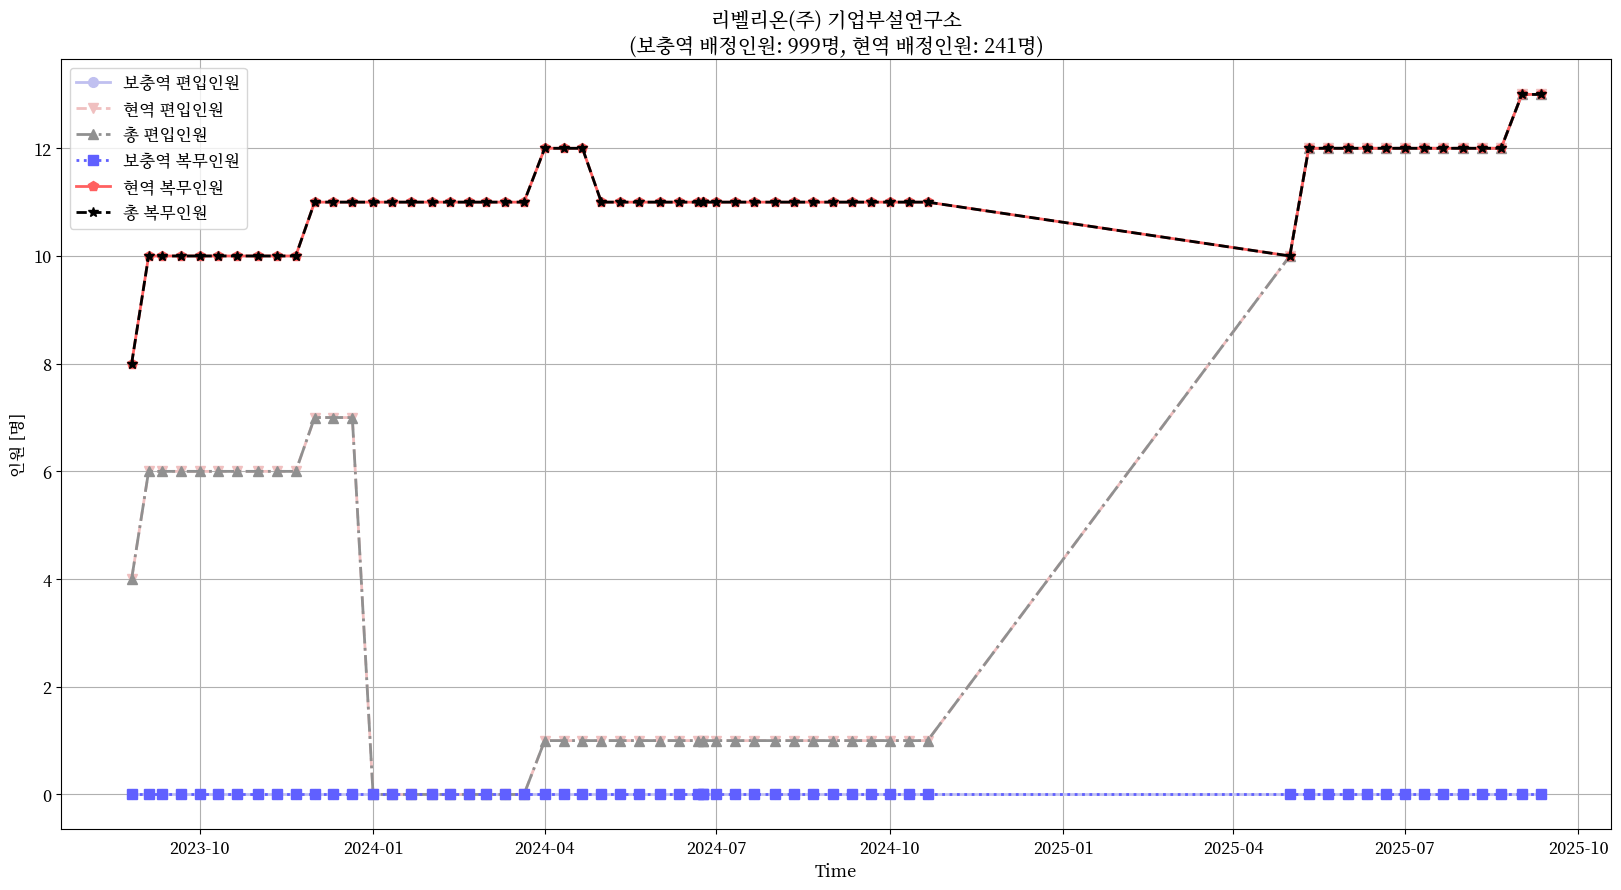 리벨리온(주) 기업부설연구소
(보충역 배정인원: 999명, 현역 배정인원: 241명)
보충역 편입인원
현역 편입인원
총 편입인원
보충역 복무인원
현역 복무인원
총 복무인원
12
10
8
6
4
2
0
인원 [명]
2023-10
2024-01
2024-04
2024-07
2024-10
2025-01
2025-04
2025-07
2025-10
Time